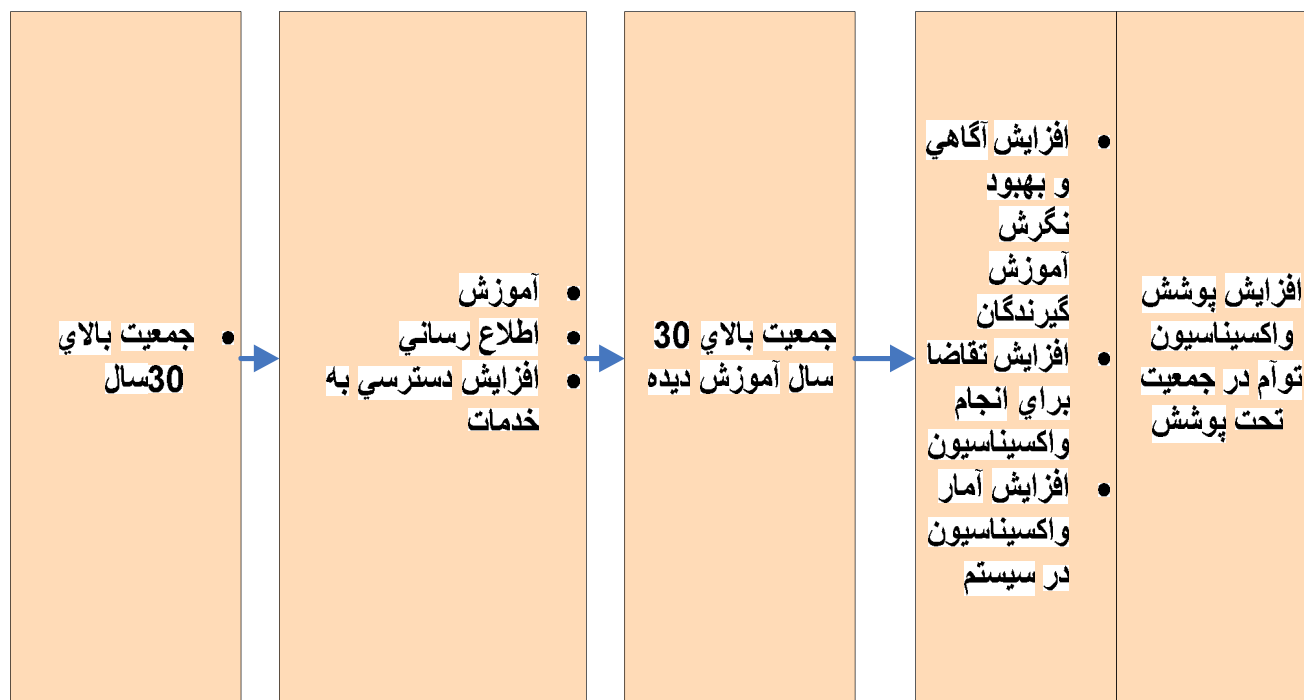 • جمعيت بالاي
30سال
• آموزش
• اطلاع رساني
• افزايش دسترسي به
خدمات
جمعيت بالاي 30
سال آموزش ديده
• افزايش آگاهي
و بهبود
نگرش
آموزش
گيرندگان
• افزايش تقاضا
براي انجام
واكسيناسيون
• افزايش آمار
واكسيناسيون
در سيستم
افزايش پوشش
واكسيناسيون
توآم در جمعيت
تحت پوشش